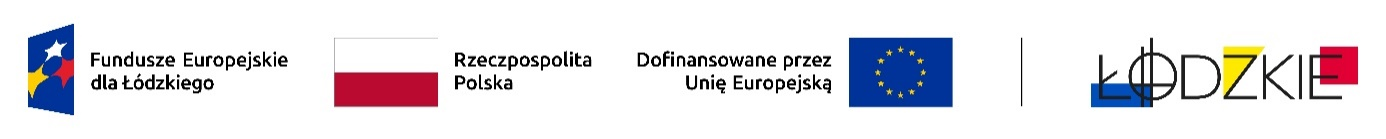 Fundusze Europejskie
dla Łódzkiego
Rzeczpospolita
Polska
Dofinansowane przez
Unię Europejską
ŁÓDZKIE